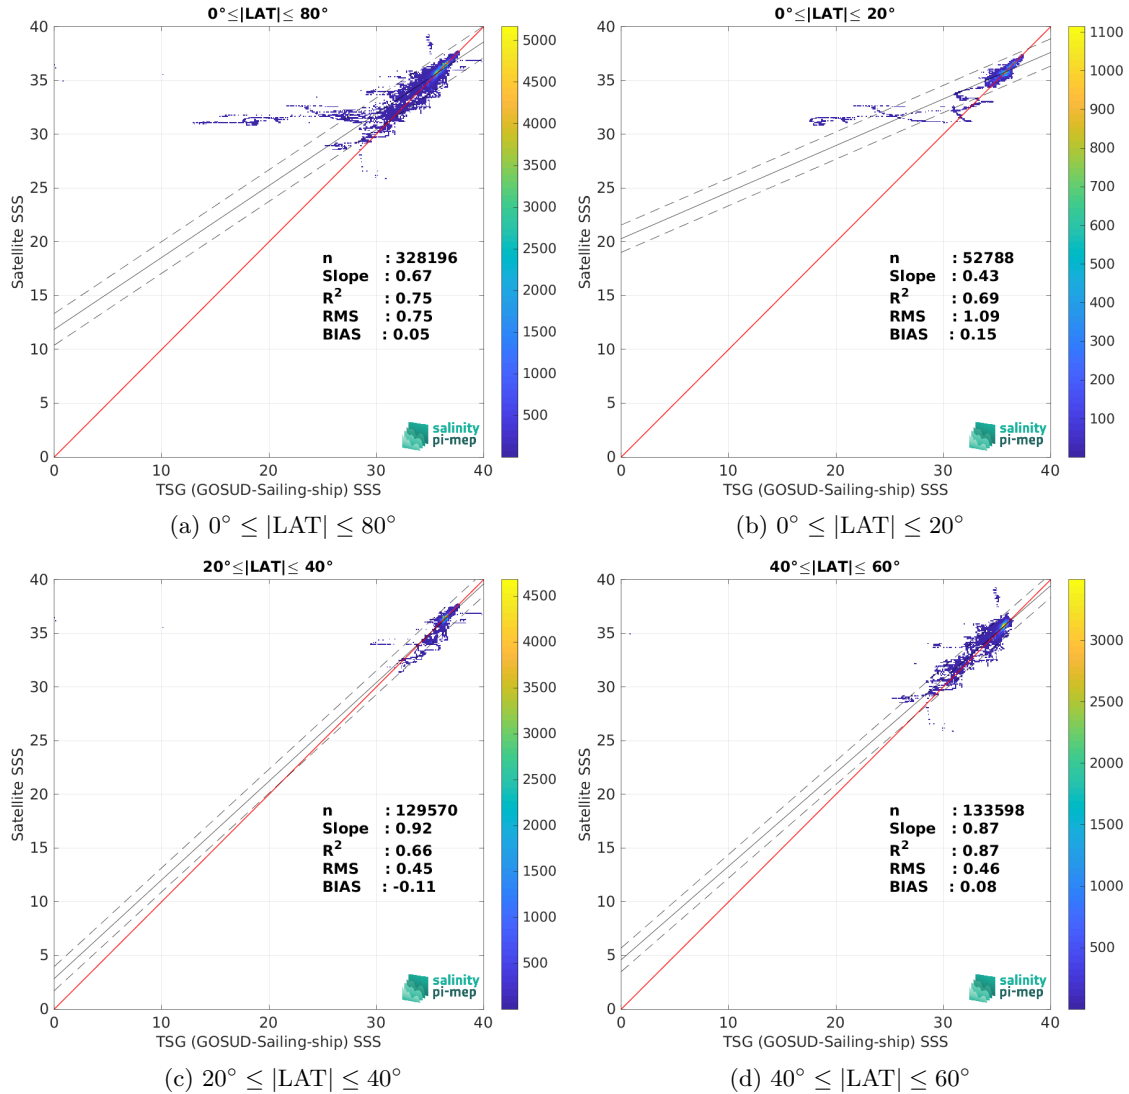 0°≤|LAT|≤ 80°
40
35
30
25
20
15
10
5
0
Satellite SSS
0
10
20
30
40
TSG (GOSUD-Sailing-ship) SSS
n : 328196
Slope : 0.67
R² : 0.75
RMS : 0.75
BIAS : 0.05
salinity
pi-mep
5000
4500
4000
3500
3000
2500
2000
1500
1000
500
(a) 0° ≤ |LAT| ≤ 80°
0°≤|LAT|≤ 20°
40
35
30
25
20
15
10
5
0
Satellite SSS
0
10
20
30
40
TSG (GOSUD-Sailing-ship) SSS
n : 52788
Slope : 0.43
R² : 0.69
RMS : 1.09
BIAS : 0.15
salinity
pi-mep
1100
1000
900
800
700
600
500
400
300
200
100
(b) 0° ≤ |LAT| ≤ 20°
20°≤|LAT|≤ 40°
40
35
30
25
20
15
10
5
0
Satellite SSS
0
10
20
30
40
TSG (GOSUD-Sailing-ship) SSS
n : 129570
Slope : 0.92
R² : 0.66
RMS : 0.45
BIAS : -0.11
salinity
pi-mep
4500
4000
3500
3000
2500
2000
1500
1000
500
(c) 20° ≤ |LAT| ≤ 40°
40°≤|LAT|≤ 60°
40
35
30
25
20
15
10
5
0
Satellite SSS
0
10
20
30
40
TSG (GOSUD-Sailing-ship) SSS
n : 133598
Slope : 0.87
R² : 0.87
RMS : 0.46
BIAS : 0.08
salinity
pi-mep
3000
2500
2000
1500
1000
500
(d) 40° ≤ |LAT| ≤ 60°